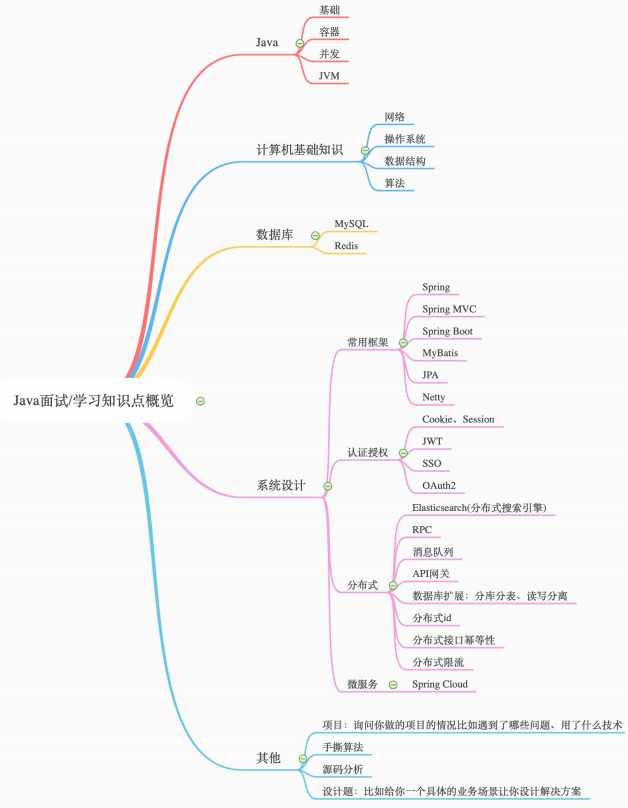 Java面试/学习知识点概览
Java
基础
容器
并发
JVM
计算机基础知识
网络
操作系统
数据结构
算法
数据库
MySQL
Redis
系统设计
常用框架
Spring
Spring MVC
Spring Boot
MyBatis
JPA
Netty
认证授权
Cookie、Session
JWT
SSO
OAuth2
分布式
Elasticsearch(分布式搜索引擎)
RPC
消息队列
API网关
数据库扩展：分库分表、读写分离
分布式id
分布式接口幂等性
分布式限流
微服务
Spring Cloud
其他
项目：询问你做的项目的情况比如遇到了哪些问题、用了什么技术
手撕算法
源码分析
设计题：比如给你一个具体的业务场景让你设计解决方案